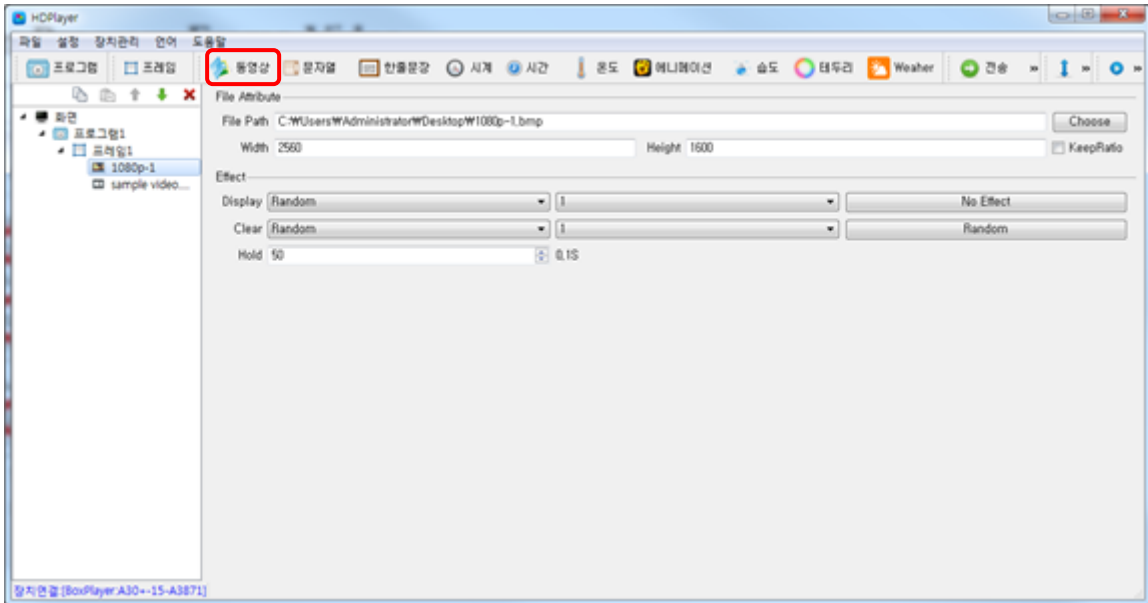 HDPlayer
파일 설정 장치관리 언어 도움말
프로그램 프레임 동영상 문자열 한줄문장 시계 시간 온도 애니메이션 습도 테두리 Weaher 전송
File Attribute
화면
File Path C:₩Users₩Administrator₩Desktop₩1080p-1.bmp Choose
프로그램1
프레임1
Width 2560 Height 1600 KeepRatio
1080p-1
sample video....
Effect
Display Random 1 No Effect
Clear Random 1 Random
Hold 50 0.1S
장치연결:[BoxPlayer:A30+-15-A3871]